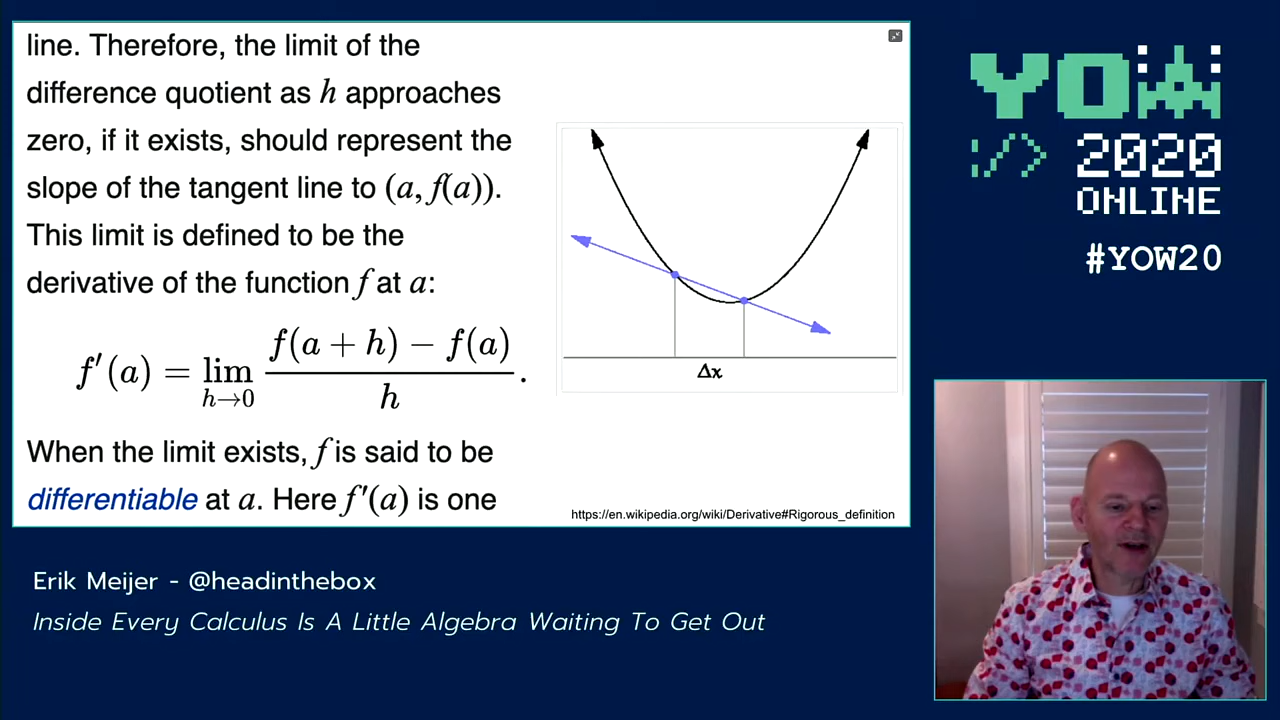 line. Therefore, the limit of the
difference quotient as h approaches
zero, if it exists, should represent the
slope of the tangent line to (a, f(a)).
This limit is defined to be the
derivative of the function f at a:
f′(a) = lim h→0 f(a + h) − f(a) / h .
When the limit exists, f is said to be
differentiable at a. Here f′(a) is one
Δx
https://en.wikipedia.org/wiki/Derivative#Rigorous_definition
YOW
:/> 2020
ONLINE
#YOW20
Erik Meijer - @headinthebox
Inside Every Calculus Is A Little Algebra Waiting To Get Out